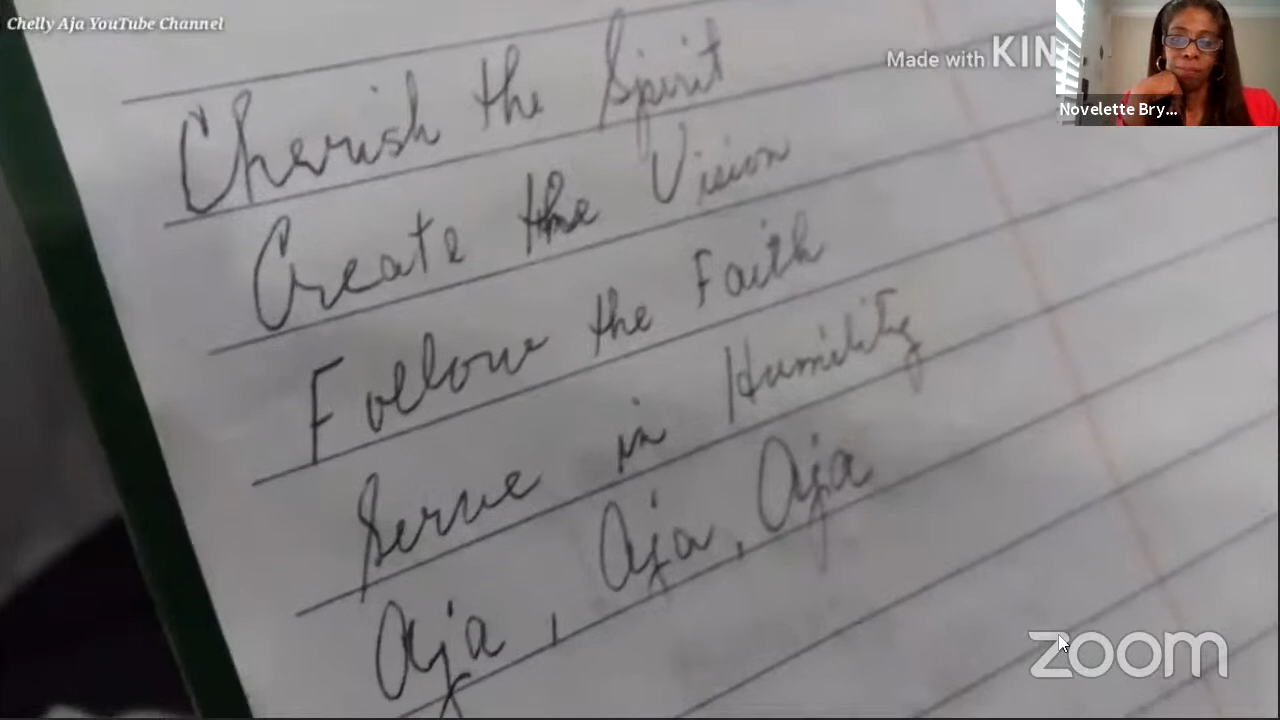 Chelly Aja YouTube Channel
Made with KIN
Novelette Bry...
Cherish the Spirit
Create the Vision
Follow the Faith
Serve in Humility
Aja, Aja, Aja
zoom